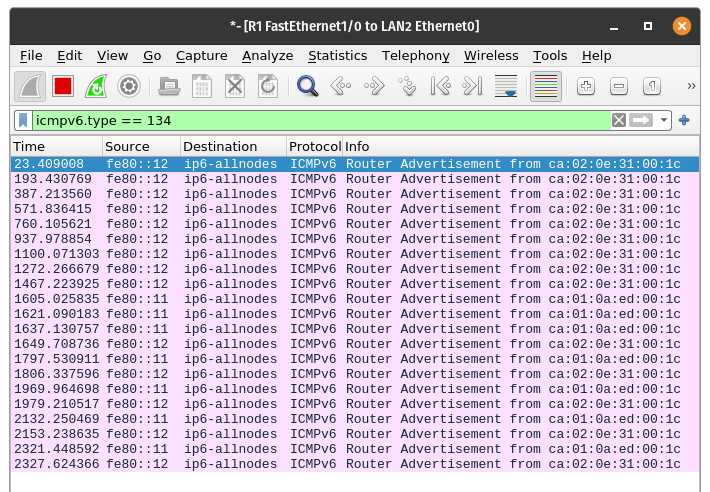 *- [R1 FastEthernet1/0 to LAN2 Ethernet0]
File Edit View Go Capture Analyze Statistics Telephony Wireless Tools Help
icmpv6.type == 134
Time Source Destination Protocol Info
23.409008 fe80::12 ip6-allnodes ICMPv6 Router Advertisement from ca:02:0e:31:00:1c
193.430769 fe80::12 ip6-allnodes ICMPv6 Router Advertisement from ca:02:0e:31:00:1c
387.213560 fe80::12 ip6-allnodes ICMPv6 Router Advertisement from ca:02:0e:31:00:1c
571.836415 fe80::12 ip6-allnodes ICMPv6 Router Advertisement from ca:02:0e:31:00:1c
760.105621 fe80::12 ip6-allnodes ICMPv6 Router Advertisement from ca:02:0e:31:00:1c
937.978854 fe80::12 ip6-allnodes ICMPv6 Router Advertisement from ca:02:0e:31:00:1c
1100.071303 fe80::12 ip6-allnodes ICMPv6 Router Advertisement from ca:02:0e:31:00:1c
1272.266679 fe80::12 ip6-allnodes ICMPv6 Router Advertisement from ca:02:0e:31:00:1c
1467.223925 fe80::12 ip6-allnodes ICMPv6 Router Advertisement from ca:02:0e:31:00:1c
1605.025835 fe80::11 ip6-allnodes ICMPv6 Router Advertisement from ca:01:0a:ed:00:1c
1621.090183 fe80::11 ip6-allnodes ICMPv6 Router Advertisement from ca:01:0a:ed:00:1c
1637.130757 fe80::11 ip6-allnodes ICMPv6 Router Advertisement from ca:01:0a:ed:00:1c
1649.708736 fe80::12 ip6-allnodes ICMPv6 Router Advertisement from ca:02:0e:31:00:1c
1797.530911 fe80::11 ip6-allnodes ICMPv6 Router Advertisement from ca:01:0a:ed:00:1c
1806.337596 fe80::12 ip6-allnodes ICMPv6 Router Advertisement from ca:02:0e:31:00:1c
1969.964698 fe80::11 ip6-allnodes ICMPv6 Router Advertisement from ca:01:0a:ed:00:1c
1979.210517 fe80::12 ip6-allnodes ICMPv6 Router Advertisement from ca:02:0e:31:00:1c
2132.250469 fe80::11 ip6-allnodes ICMPv6 Router Advertisement from ca:01:0a:ed:00:1c
2153.238635 fe80::12 ip6-allnodes ICMPv6 Router Advertisement from ca:02:0e:31:00:1c
2321.448592 fe80::11 ip6-allnodes ICMPv6 Router Advertisement from ca:01:0a:ed:00:1c
2327.624366 fe80::12 ip6-allnodes ICMPv6 Router Advertisement from ca:02:0e:31:00:1c